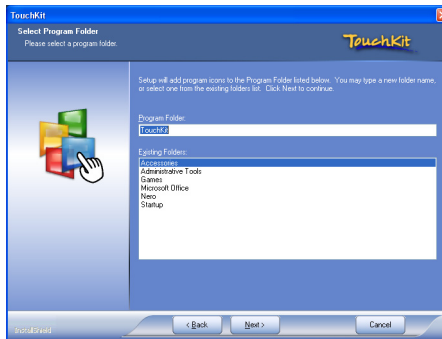 TouchKit
Select Program Folder
Please select a program folder.
TouchKit
Setup will add program icons to the Program Folder listed below. You may type a new folder name,
or select one from the existing folders list. Click Next to continue.
Program Folder:
TouchKit
Existing Folders:
Accessories
Administrative Tools
Games
Microsoft Office
Nero
Startup
InstallShield
< Back
Next >
Cancel